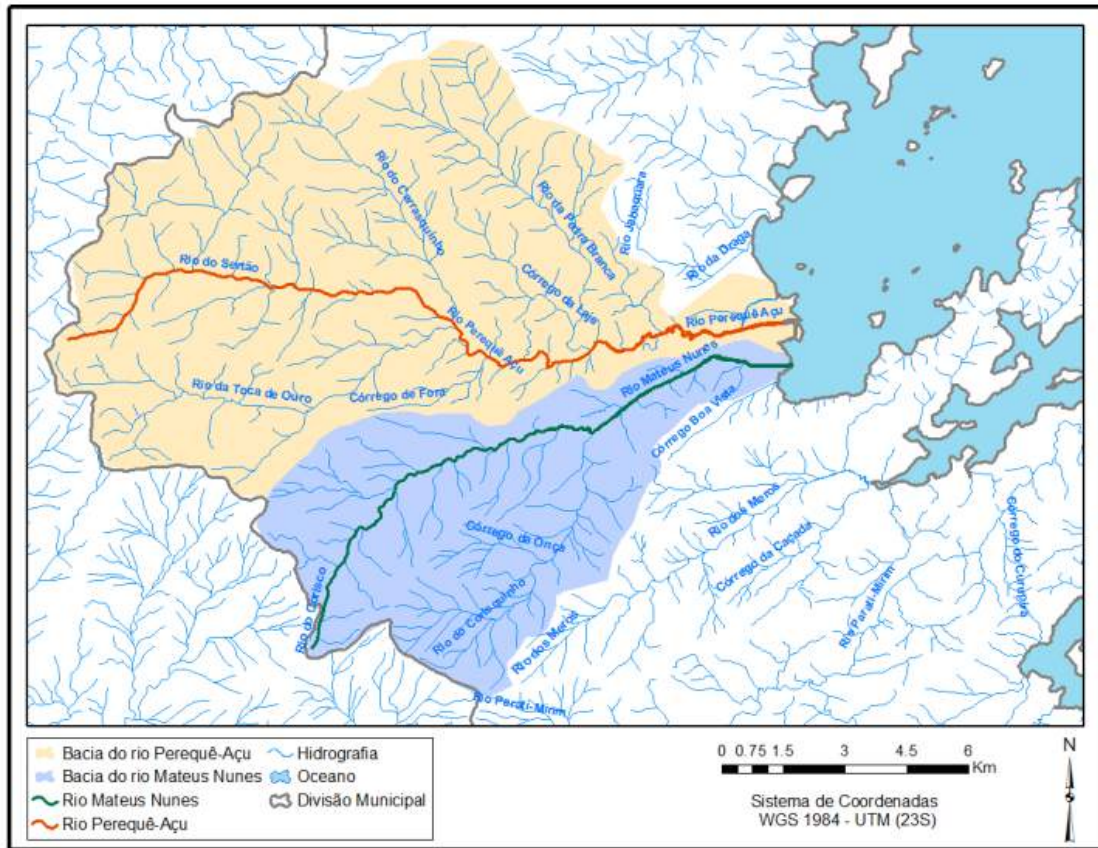 Rio do Carrasquinho
Rio da Pedra Branca
Rio Jabaquara
Rio da Draga
Rio do Sertão
Córrego da Laje
Rio Perequê Açu
Rio Perequê Açu
Rio Mateus Nunes
Rio da Toca de Ouro
Córrego de Fora
Córrego Boa Vista
Rio dos Meros
Córrego da Caçada
Córrego do Curupira
Córrego da Onça
Rio Parati-Mirim
Rio do Corisco
Rio do Corisquinho
Rio dos Meros
Rio Parati-Mirim
Bacia do rio Perequê-Açu
Hidrografia
Bacia do rio Mateus Nunes
Oceano
Rio Mateus Nunes
Divisão Municipal
Rio Perequê-Açu
0 0.75 1.5 3 4.5 6
Km
Sistema de Coordenadas
WGS 1984 - UTM (23S)
N